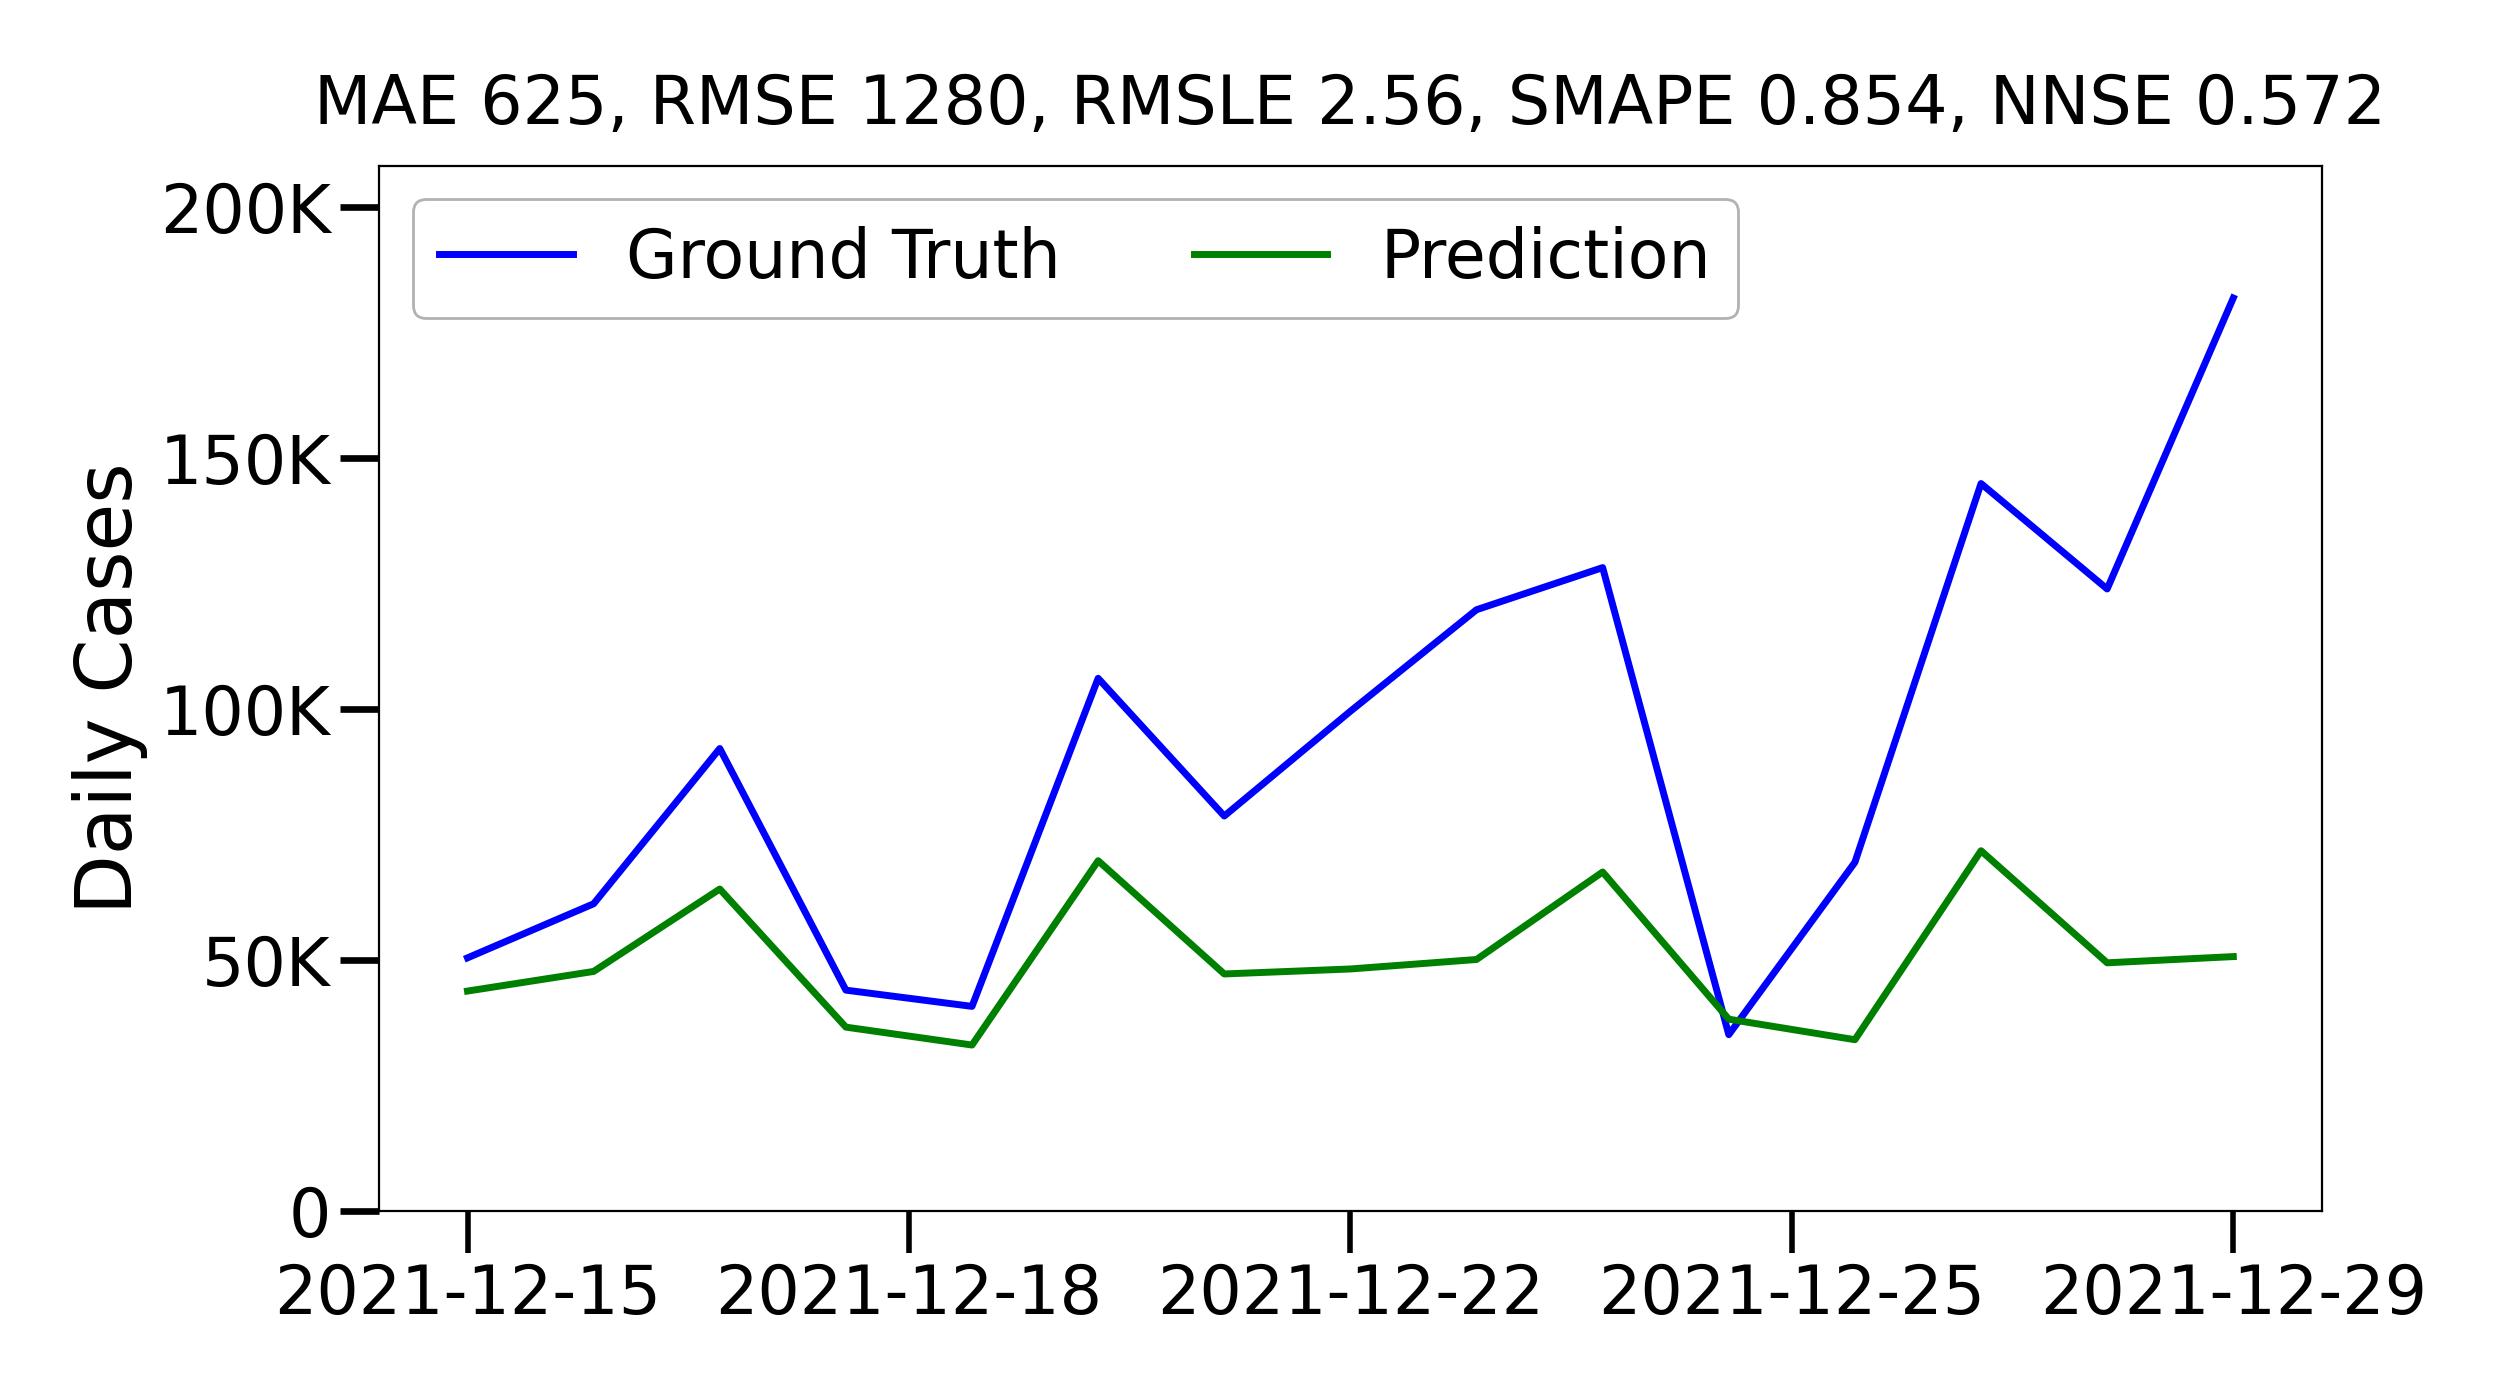 MAE 625, RMSE 1280, RMSLE 2.56, SMAPE 0.854, NNSE 0.572
Ground Truth Prediction
Daily Cases
200K
150K
100K
50K
0
2021-12-15 2021-12-18 2021-12-22 2021-12-25 2021-12-29